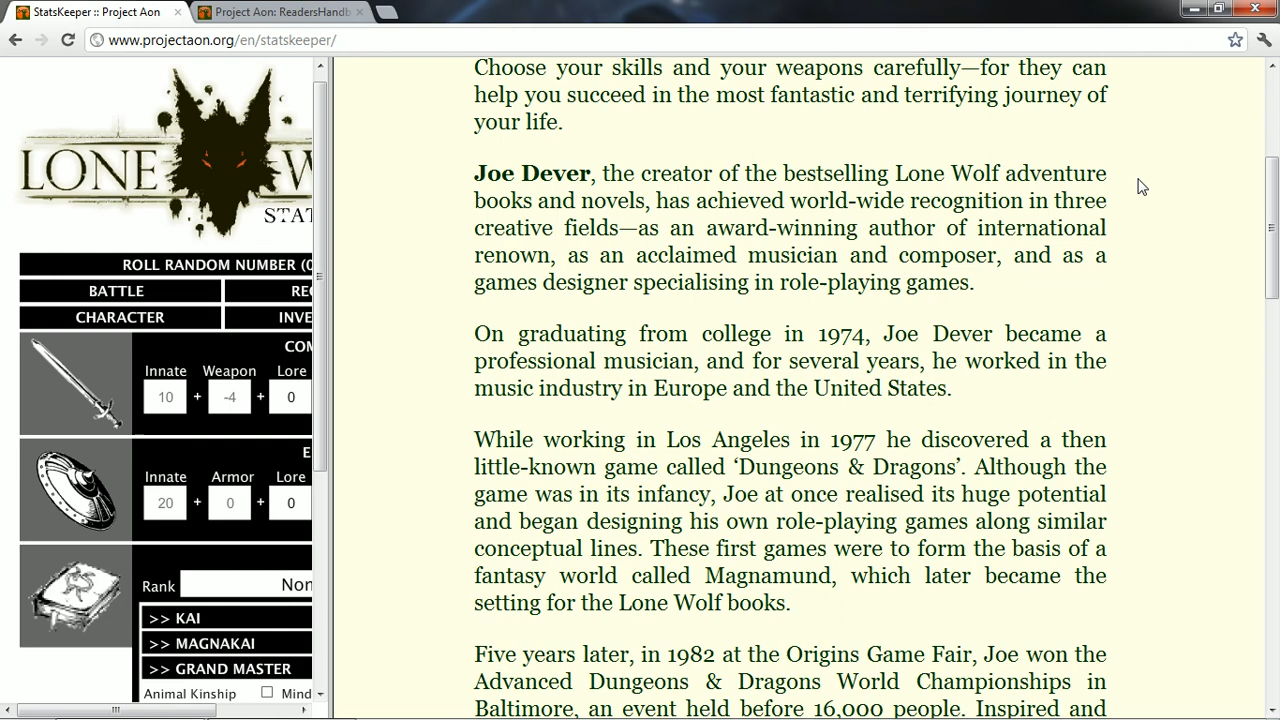 StatsKeeper :: Project Aon
Project Aon: ReadersHandb
www.projectaon.org/en/statskeeper/
LONE W
STAT
ROLL RANDOM NUMBER (0
BATTLE
RE
CHARACTER
INVE
COM
Innate Weapon Lore
10 + -4 + 0
E
Innate Armor Lore
20 + 0 + 0
Rank Non
>> KAI
>> MAGNAKAI
>> GRAND MASTER
Animal Kinship Mind
Choose your skills and your weapons carefully—for they can
help you succeed in the most fantastic and terrifying journey of
your life.
Joe Dever, the creator of the bestselling Lone Wolf adventure
books and novels, has achieved world-wide recognition in three
creative fields—as an award-winning author of international
renown, as an acclaimed musician and composer, and as a
games designer specialising in role-playing games.
On graduating from college in 1974, Joe Dever became a
professional musician, and for several years, he worked in the
music industry in Europe and the United States.
While working in Los Angeles in 1977 he discovered a then
little-known game called ‘Dungeons & Dragons’. Although the
game was in its infancy, Joe at once realised its huge potential
and began designing his own role-playing games along similar
conceptual lines. These first games were to form the basis of a
fantasy world called Magnamund, which later became the
setting for the Lone Wolf books.
Five years later, in 1982 at the Origins Game Fair, Joe won the
Advanced Dungeons & Dragons World Championships in
Baltimore, an event held before 16,000 people. Inspired and